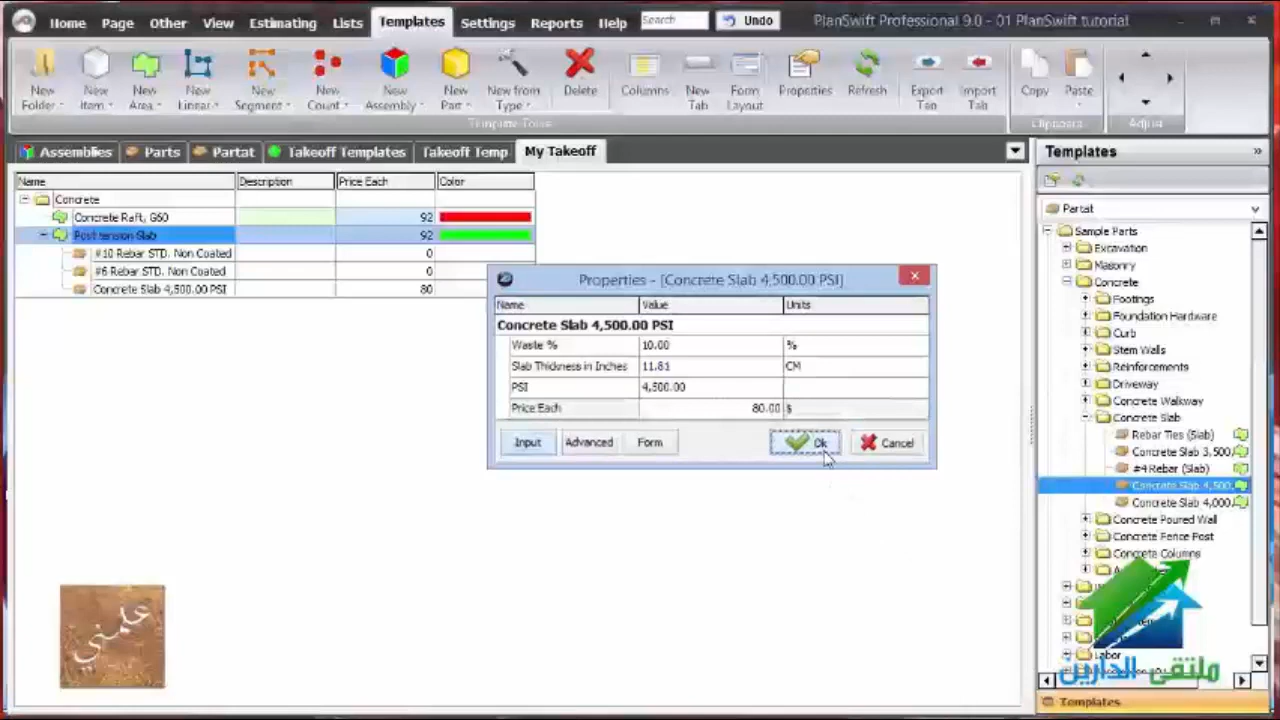 Home Page Other View Estimating Lists Templates Settings Reports Help Search Undo PlanSwift Professional 9.0 - 01 PlanSwift tutorial
New Folder New Item New Area New Linear New Segment New Count New Assembly New Part New from Type Delete Columns New Tab Form Layout Properties Refresh Export Tab Import Tab Copy Paste
Template Tools Clipboard Adjust
Assemblies Parts Partat Takeoff Templates Takeoff Temp My Takeoff
Name Description Price Each Color
Concrete
Concrete Raft, G60 92
Post tension Slab 92
#10 Rebar STD. Non Coated 0
#6 Rebar STD. Non Coated 0
Concrete Slab 4,500.00 PSI 80
Properties - [Concrete Slab 4,500.00 PSI]
Name Value Units
Concrete Slab 4,500.00 PSI
Waste % 10.00 %
Slab Thickness in Inches 11.81 CM
PSI 4,500.00
Price Each 80.00 $
Input Advanced Form Ok Cancel
Templates »
Partat
Sample Parts
Excavation
Masonry
Concrete
Footings
Foundation Hardware
Curb
Stem Walls
Reinforcements
Driveway
Concrete Walkway
Concrete Slab
Rebar Ties (Slab)
Concrete Slab 3,500.
#4 Rebar (Slab)
Concrete Slab 4,500.
Concrete Slab 4,000.
Concrete Poured Wall
Concrete Fence Post
Concrete Columns
Labor
Templates
علمني
ملتقى الدارين